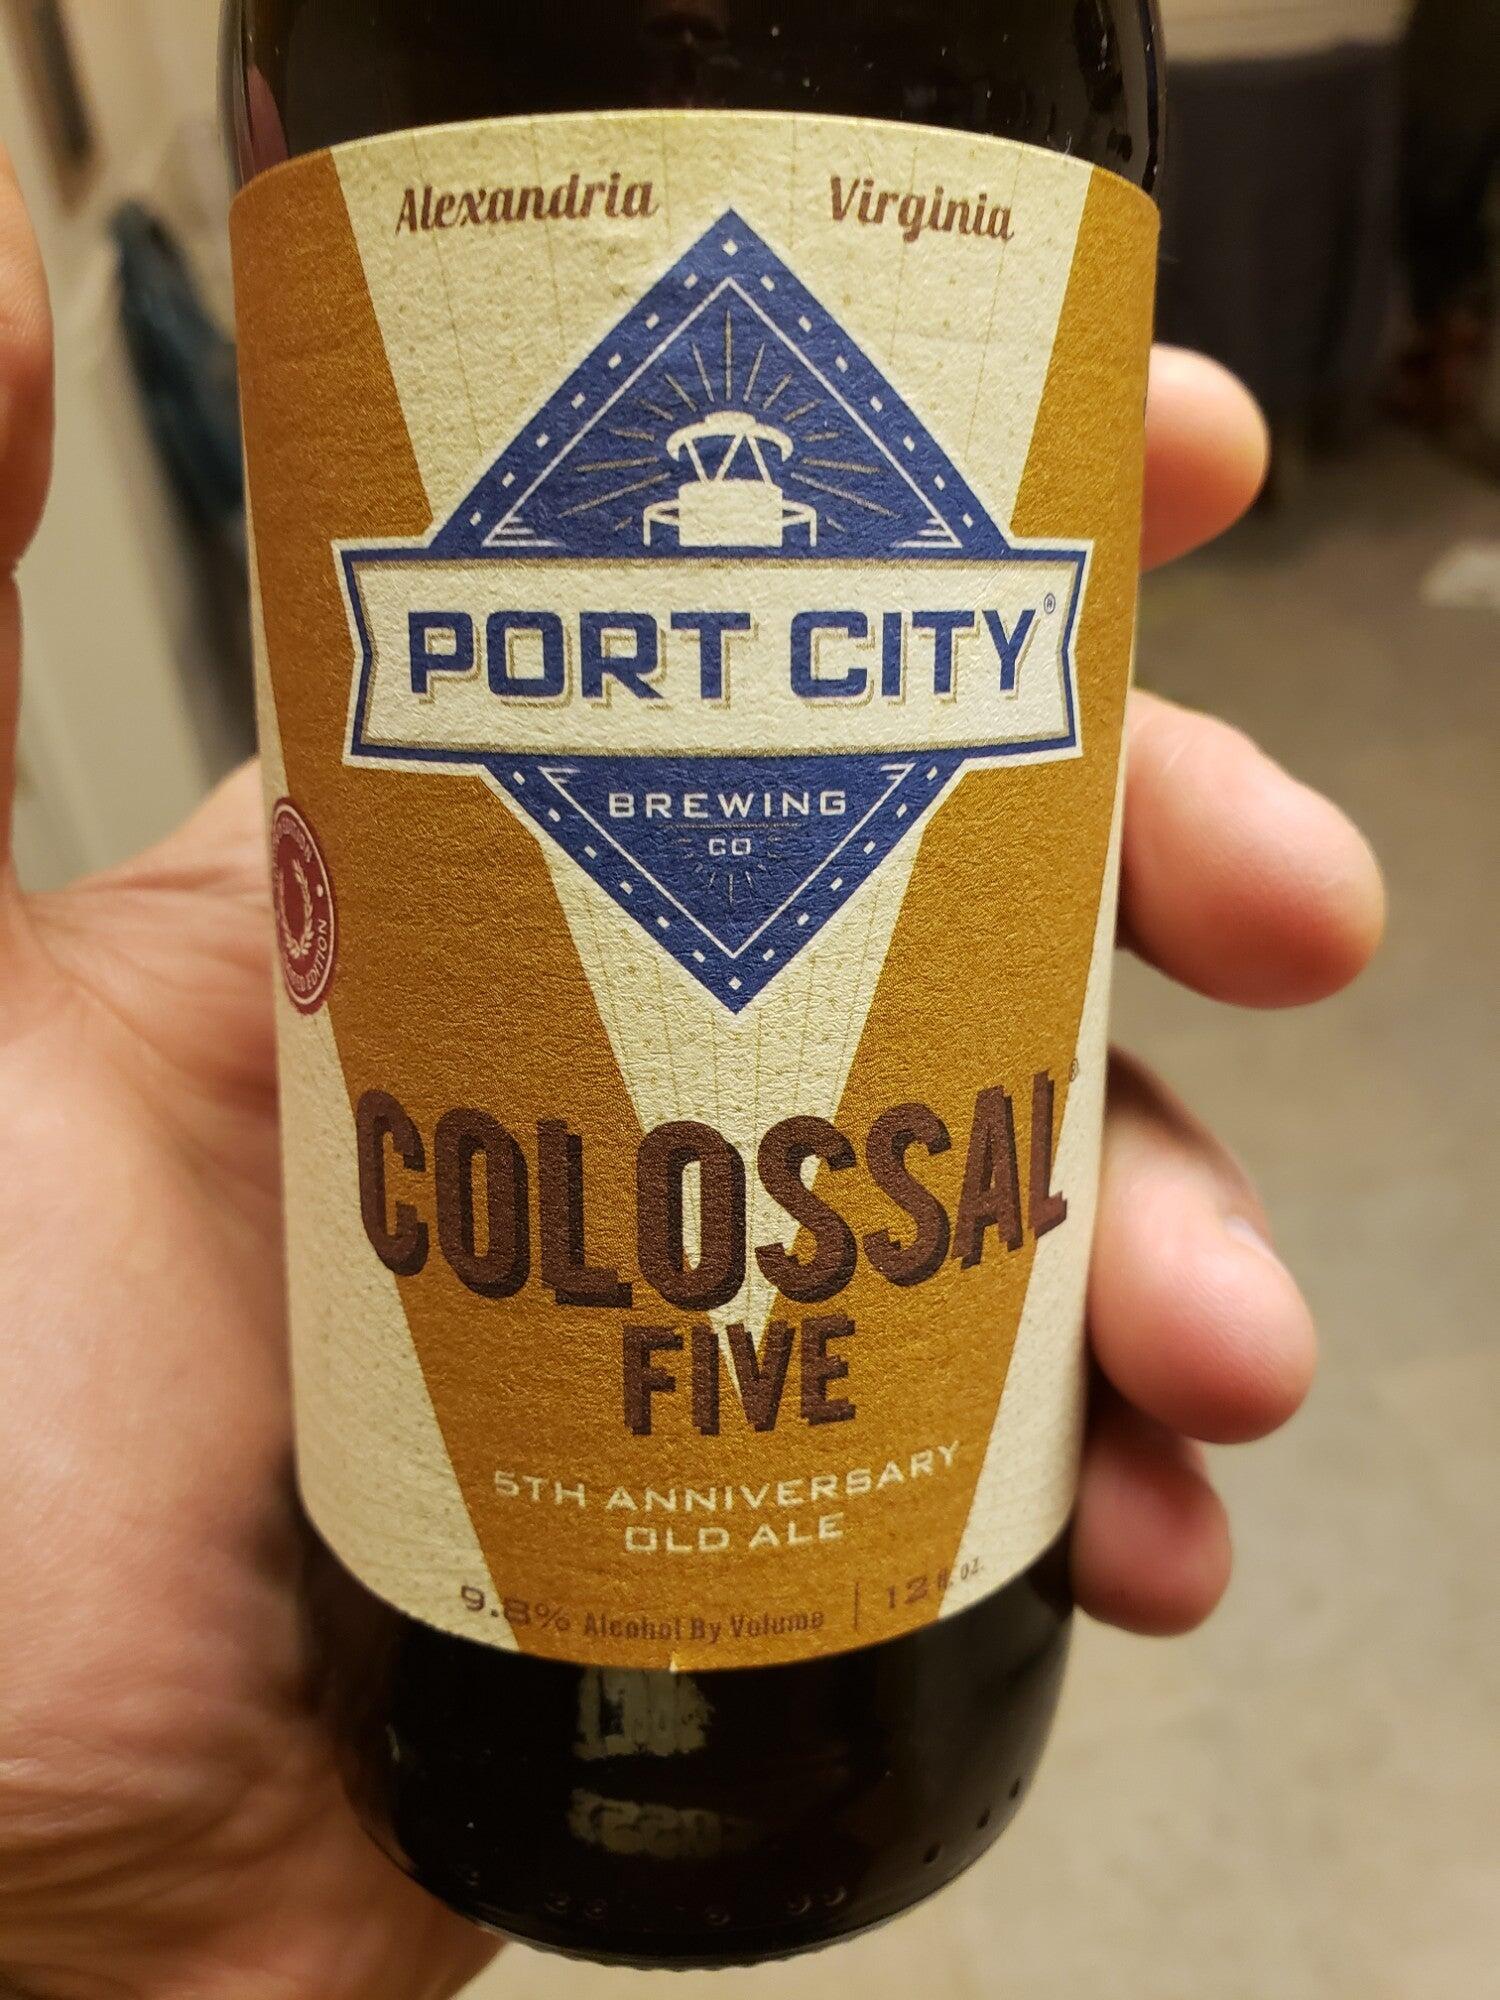 Alexandria Virginia
PORT CITY®
BREWING
CO
EDITION
COLOSSAL®
FIVE
5TH ANNIVERSARY
OLD ALE
9.8% Alcohol By Volume | 12 fl. oz.